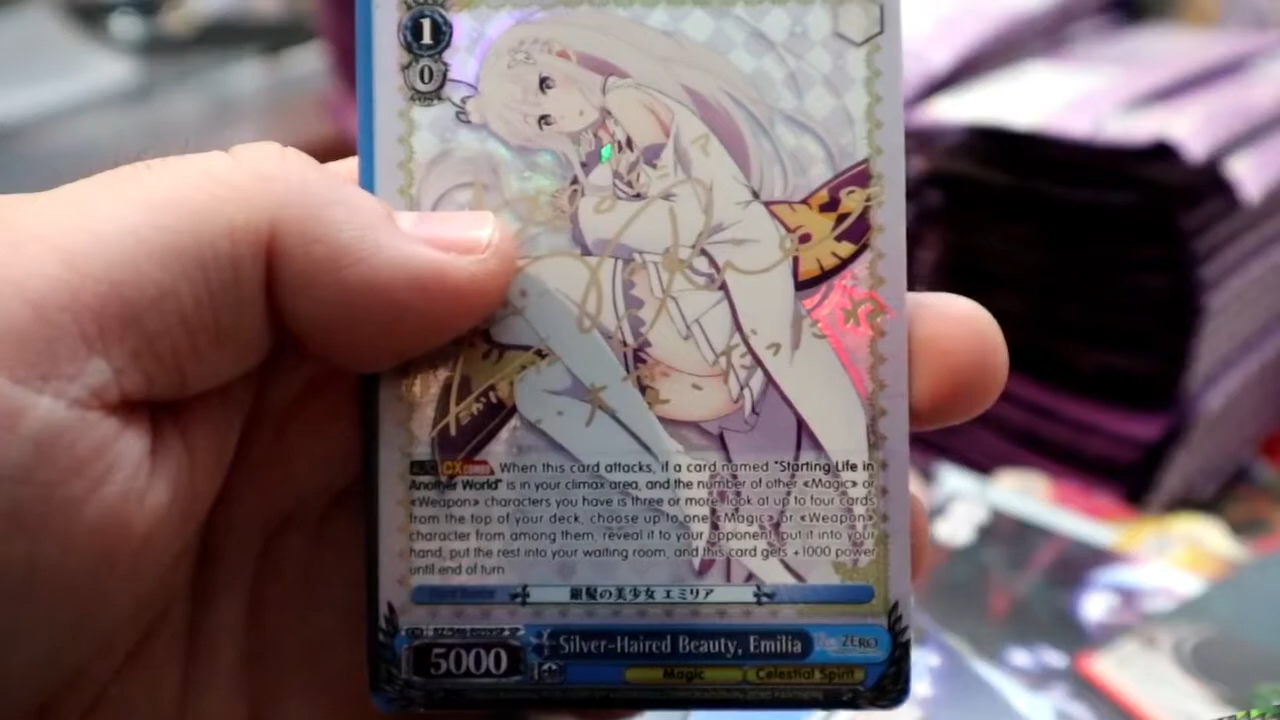 1
0
AUTO CX COMBO When this card attacks, if a card named "Starting Life in
Another World" is in your climax area, and the number of other «Magic» or
«Weapon» characters you have is three or more, look at up to four cards
from the top of your deck, choose up to one «Magic» or «Weapon»
character from among them, reveal it to your opponent, put it into your
hand, put the rest into your waiting room, and this card gets +1000 power
until end of turn
銀髪の美少女 エミリア
Silver-Haired Beauty, Emilia
ZERO
5000
Magic
Celestial Spirit